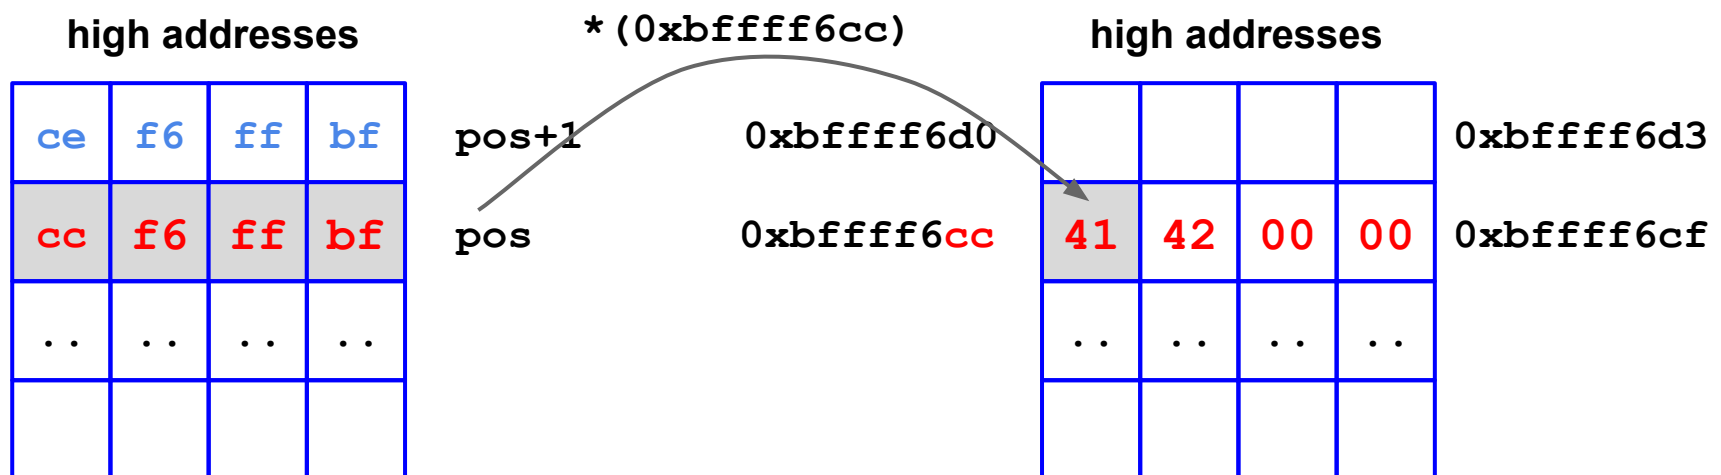 high addresses *(0xbffff6cc) high addresses
ce f6 ff bf pos+1 0xbffff6d0 0xbffff6d3
cc f6 ff bf pos 0xbffff6cc 41 42 00 00 0xbffff6cf
.. .. .. .. .. .. .. ..